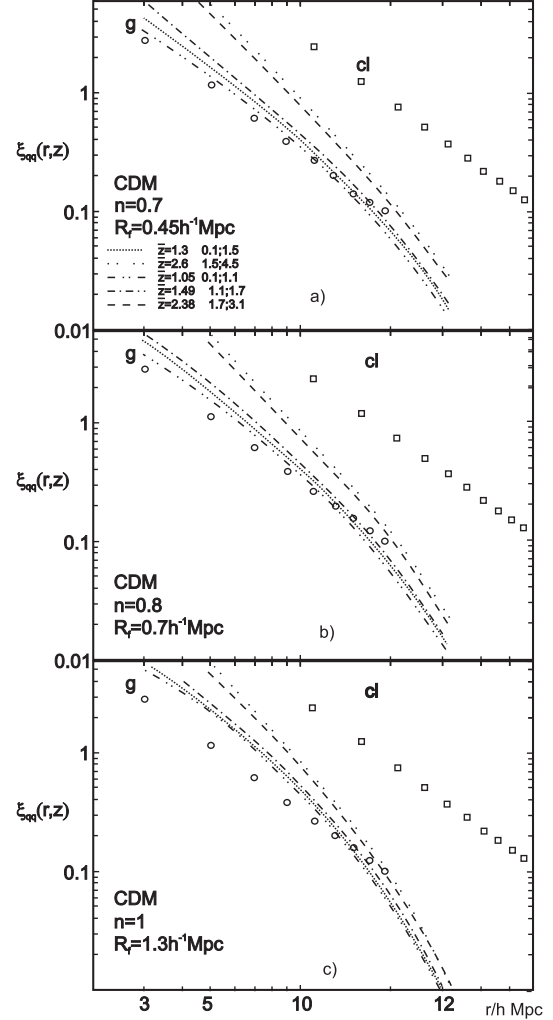 g
cl
1
ξqq(r,z)
CDM
n=0.7
0.1
Rf=0.45h-1Mpc
z̅=1.3 0.1;1.5
z̅=2.6 1.5;4.5
z̅=1.05 0.1;1.1
z̅=1.49 1.1;1.7
z̅=2.38 1.7;3.1
a)
0.01
g
cl
1
ξqq(r,z)
0.1
CDM
n=0.8
Rf=0.7h-1Mpc
b)
0.01
g
cl
1
ξqq(r,z)
0.1
CDM
n=1
Rf=1.3h-1Mpc
c)
3 5 10 12 r/h Mpc